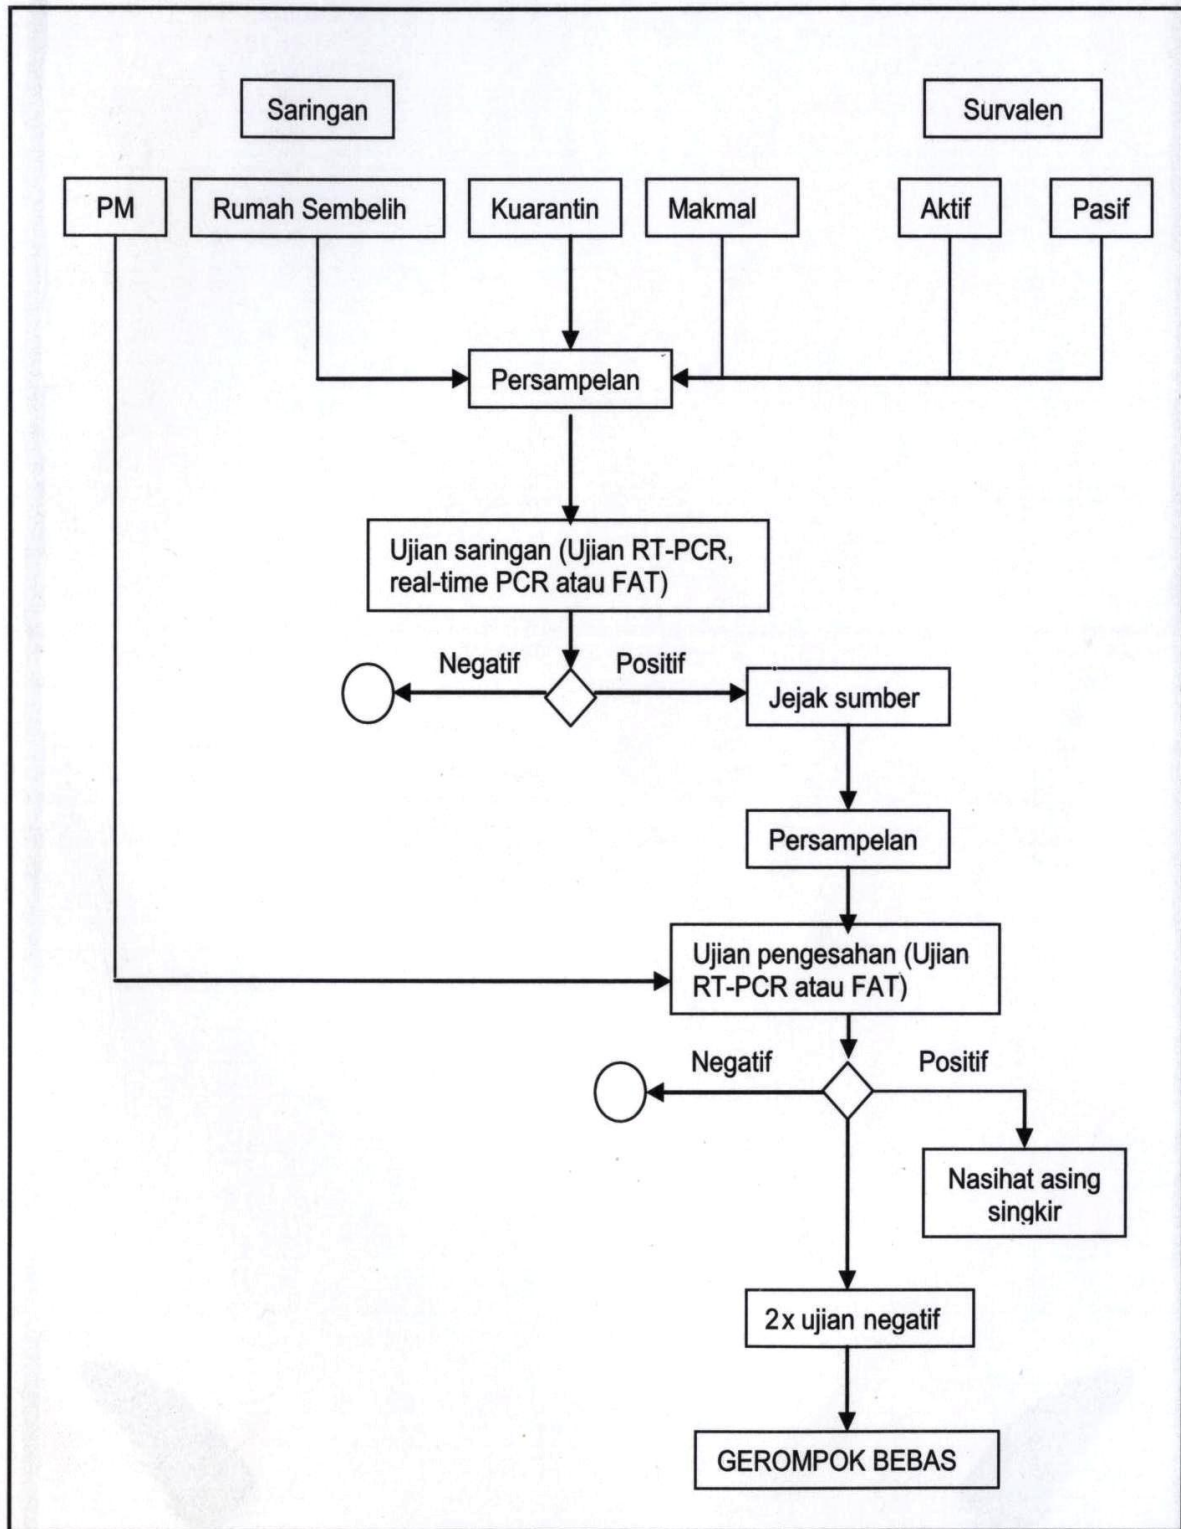 Saringan
Survalen
PM
Rumah Sembelih
Kuarantin
Makmal
Aktif
Pasif
Persampelan
Ujian saringan (Ujian RT-PCR,
real-time PCR atau FAT)
Negatif
Positif
Jejak sumber
Persampelan
Ujian pengesahan (Ujian
RT-PCR atau FAT)
Negatif
Positif
Nasihat asing
singkir
2x ujian negatif
GEROMPOK BEBAS